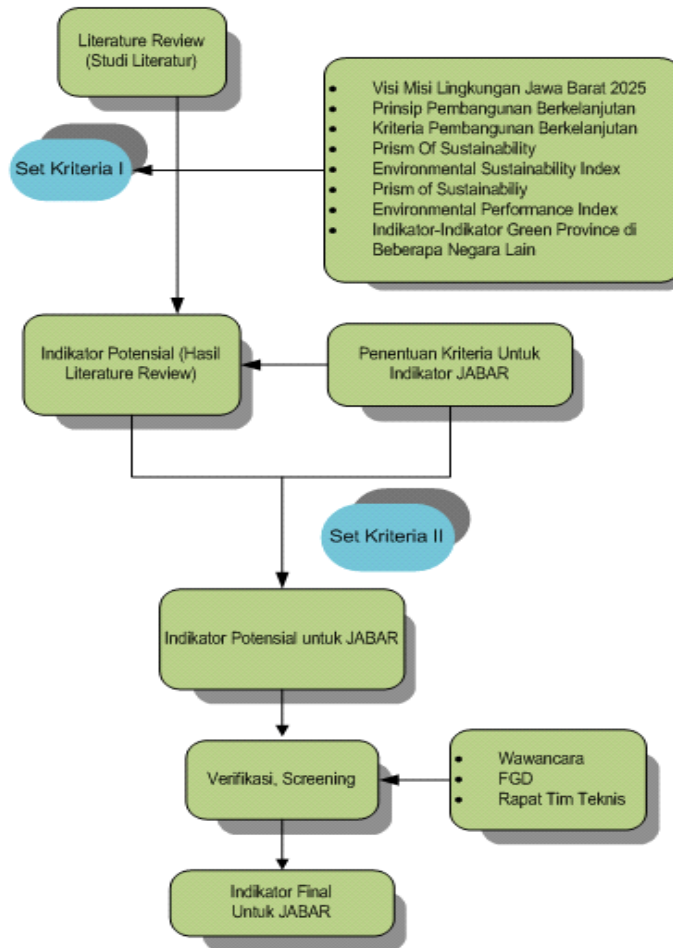 Literature Review
(Studi Literatur)
• Visi Misi Lingkungan Jawa Barat 2025
• Prinsip Pembangunan Berkelanjutan
• Kriteria Pembangunan Berkelanjutan
• Prism Of Sustainability
• Environmental Sustainability Index
• Prism of Sustainabiliy
• Environmental Performance Index
• Indikator-Indikator Green Province di
Beberapa Negara Lain
Set Kriteria I
Indikator Potensial (Hasil
Literature Review)
Penentuan Kriteria Untuk
Indikator JABAR
Set Kriteria II
Indikator Potensial untuk JABAR
Verifikasi, Screening
• Wawancara
• FGD
• Rapat Tim Teknis
Indikator Final
Untuk JABAR